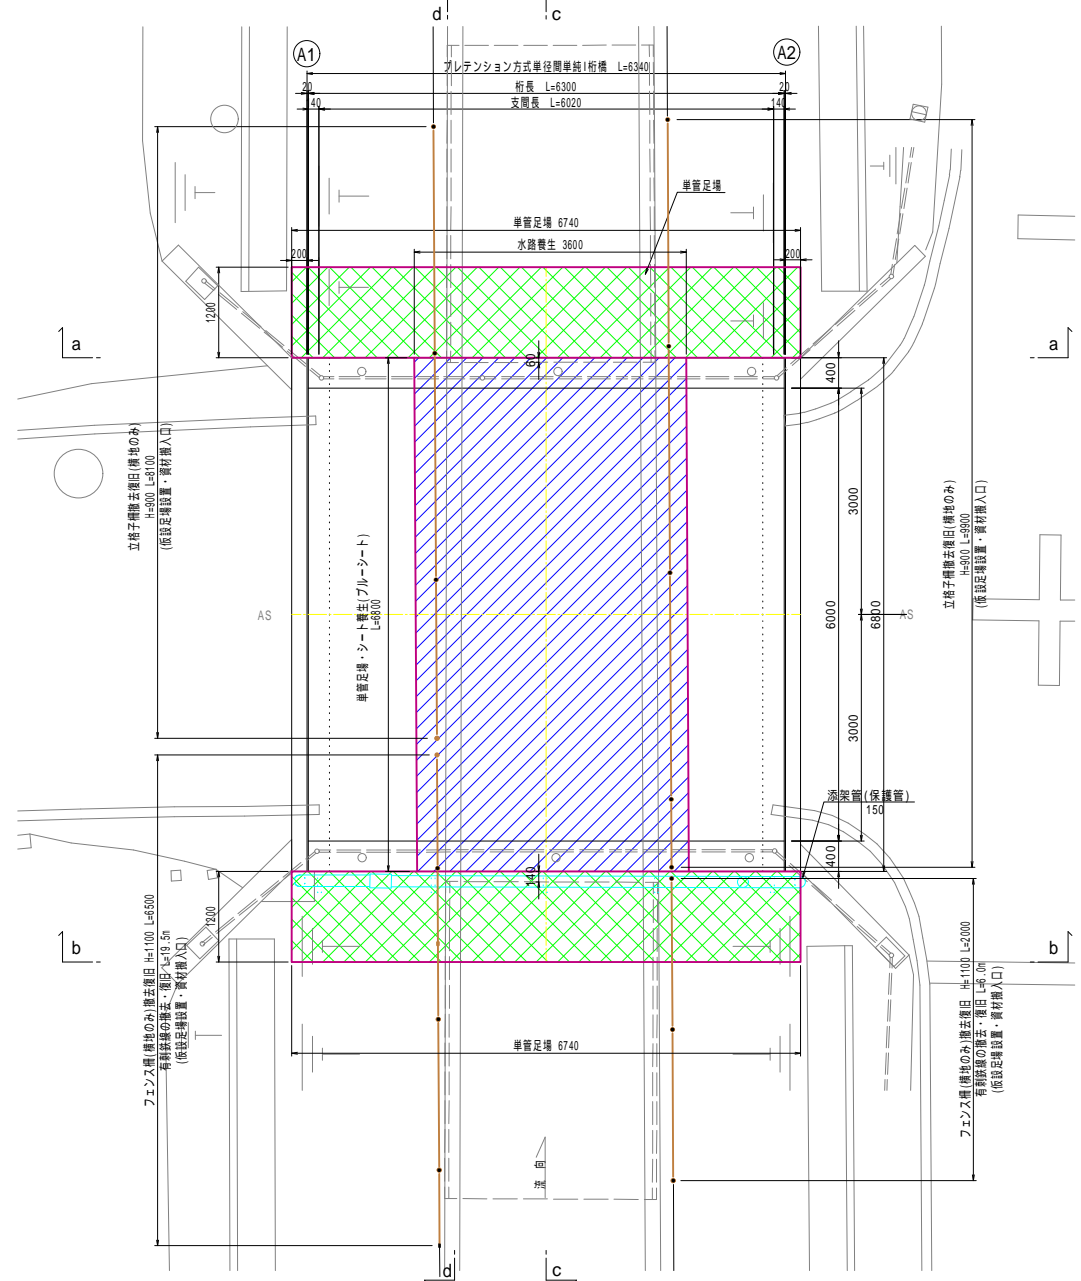 d
c
A1
A2
プレテンション方式単径間単純I桁橋 L=6340
20
桁長 L=6300
20
40
支間長 L=6020
140
単管足場
単管足場 6740
水路養生 3600
200
200
1200
a
a
60
400
立格子柵撤去復旧(横地のみ)
H=900 L=8100
(仮設足場設置・資材搬入口)
3000
立格子柵撤去復旧(横地のみ)
H=900 L=9900
(仮設足場設置・資材搬入口)
単管足場・シート養生(ブルーシート)
L=6800
AS
6000
6800
AS
3000
添架管(保護管)
150
400
140
1200
b
b
フェンス柵(横地のみ)撤去復旧 H=1100 L=6500
有刺鉄線の撤去・復旧 L=19.5m
(仮設足場設置・資材搬入口)
フェンス柵(横地のみ)撤去復旧 H=1100 L=2000
有刺鉄線の撤去・復旧 L=6.0m
(仮設足場設置・資材搬入口)
単管足場 6740
流向
d
c